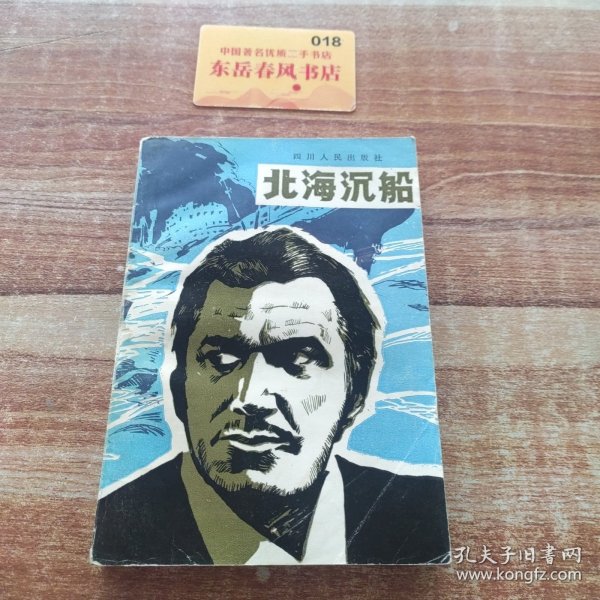 018
中国著名优质二手书店
东岳春风书店
四川人民出版社
北海沉船
孔夫子旧书网
www.kongfz.com